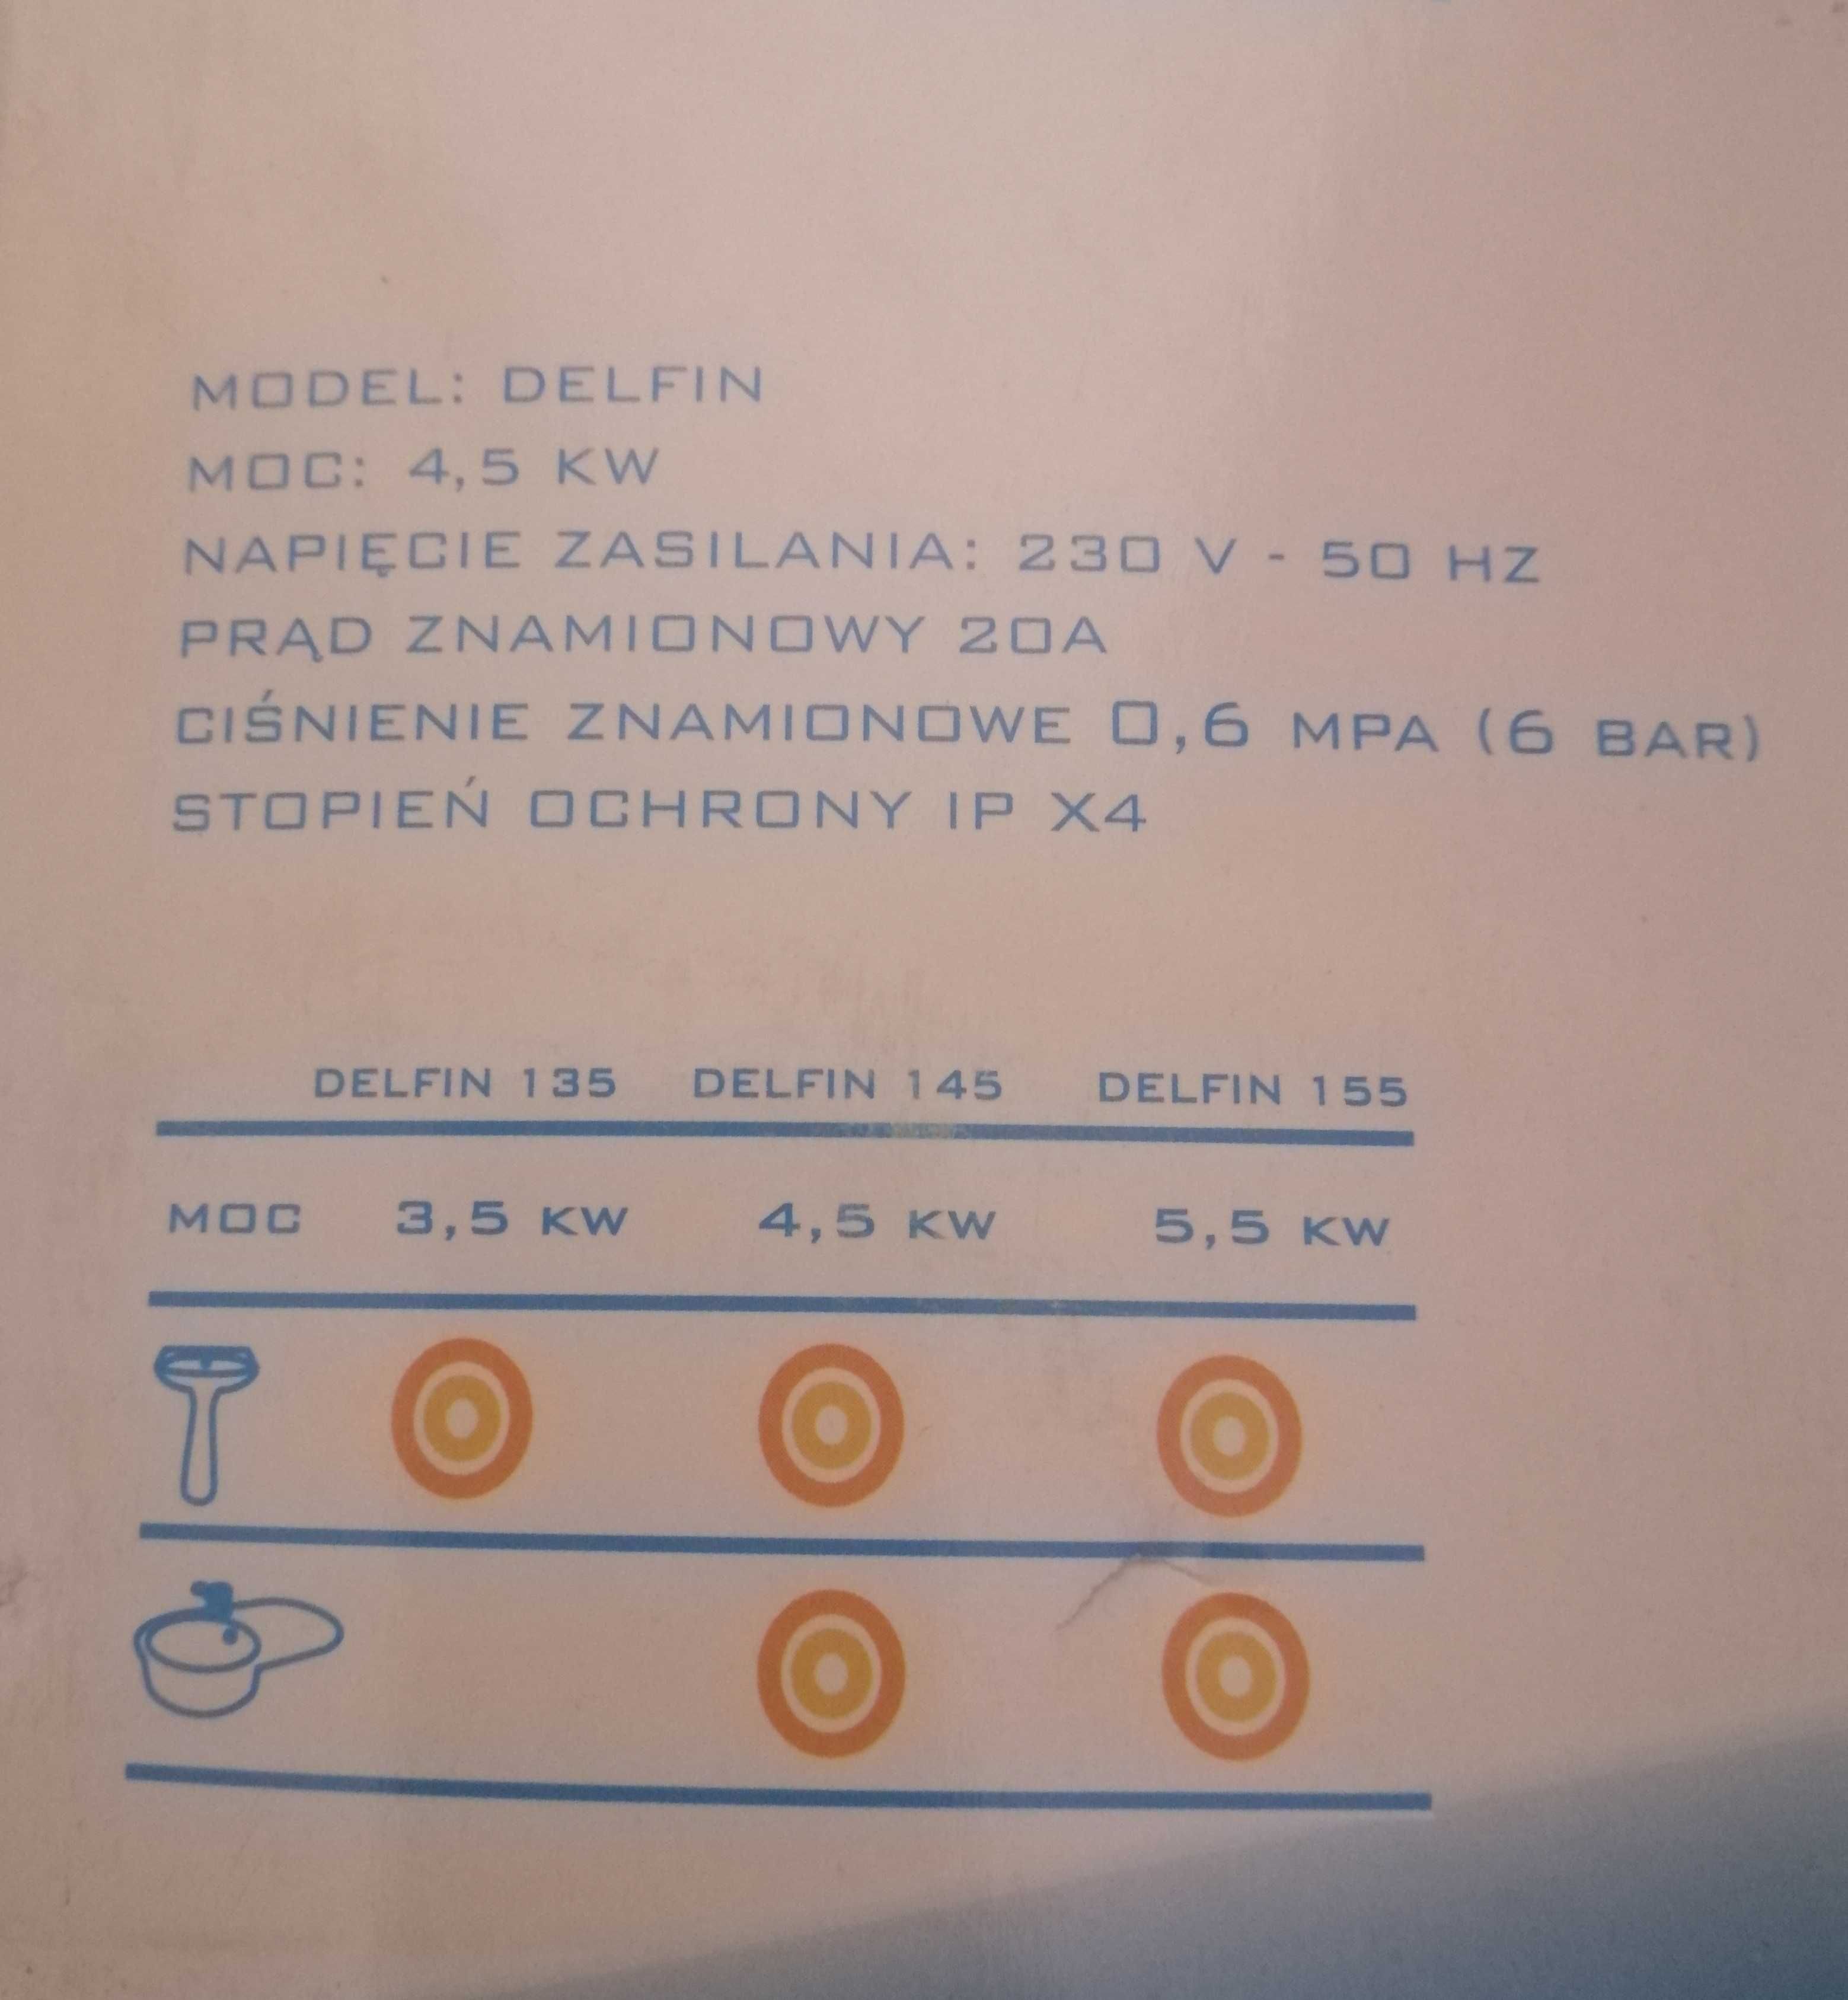 MODEL: DELFIN
MOC: 4,5 KW
NAPIĘCIE ZASILANIA: 230 V - 50 HZ
PRĄD ZNAMIONOWY 20A
CIŚNIENIE ZNAMIONOWE 0,6 MPA (6 BAR)
STOPIEŃ OCHRONY IP X4
DELFIN 135 DELFIN 145 DELFIN 155
MOC 3,5 KW 4,5 KW 5,5 KW